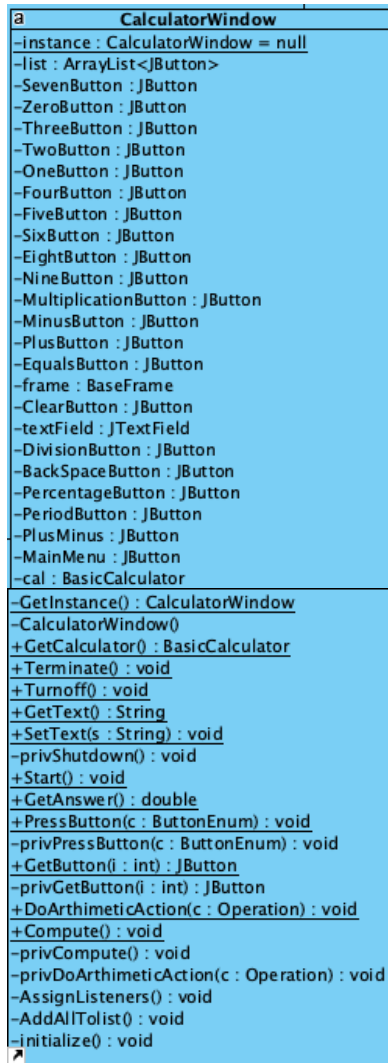 a
CalculatorWindow
-instance : CalculatorWindow = null
-list : ArrayList<JButton>
-SevenButton : JButton
-ZeroButton : JButton
-ThreeButton : JButton
-TwoButton : JButton
-OneButton : JButton
-FourButton : JButton
-FiveButton : JButton
-SixButton : JButton
-EightButton : JButton
-NineButton : JButton
-MultiplicationButton : JButton
-MinusButton : JButton
-PlusButton : JButton
-EqualsButton : JButton
-frame : BaseFrame
-ClearButton : JButton
-textField : JTextField
-DivisionButton : JButton
-BackSpaceButton : JButton
-PercentageButton : JButton
-PeriodButton : JButton
-PlusMinus : JButton
-MainMenu : JButton
-cal : BasicCalculator
-GetInstance() : CalculatorWindow
-CalculatorWindow()
+GetCalculator() : BasicCalculator
+Terminate() : void
+Turnoff() : void
+GetText() : String
+SetText(s : String) : void
-privShutdown() : void
+Start() : void
+GetAnswer() : double
+PressButton(c : ButtonEnum) : void
-privPressButton(c : ButtonEnum) : void
+GetButton(i : int) : JButton
-privGetButton(i : int) : JButton
+DoArthimeticAction(c : Operation) : void
+Compute() : void
-privCompute() : void
-privDoArthimeticAction(c : Operation) : void
-AssignListeners() : void
-AddAllTolist() : void
-initialize() : void